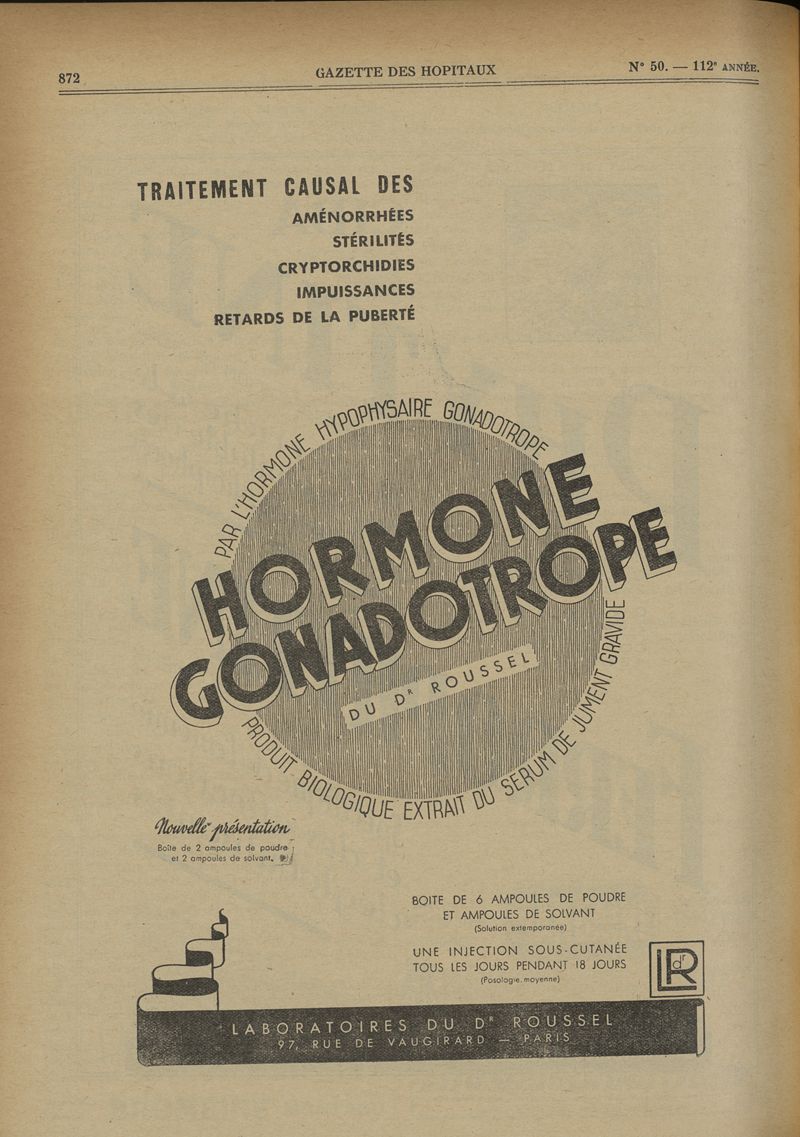 872
GAZETTE DES HOPITAUX
N° 50. — 112e ANNÉE.
TRAITEMENT CAUSAL DES
AMÉNORRHÉES
STÉRILITÉS
CRYPTORCHIDIES
IMPUISSANCES
RETARDS DE LA PUBERTÉ
PAR L'HORMONE HYPOPHYSAIRE GONADOTROPE
HORMONE
GONADOTROPE
DU DR ROUSSEL
PRODUIT BIOLOGIQUE EXTRAIT DU SERUM DE JUMENT GRAVIDE
Nouvelle présentation
Boîte de 2 ampoules de poudre
et 2 ampoules de solvant.
BOITE DE 6 AMPOULES DE POUDRE
ET AMPOULES DE SOLVANT
(Solution extemporanée)
UNE INJECTION SOUS-CUTANÉE
TOUS LES JOURS PENDANT 18 JOURS
(Posologie moyenne)
LdrR
LABORATOIRES DU DR ROUSSEL
97, RUE DE VAUGIRARD — PARIS